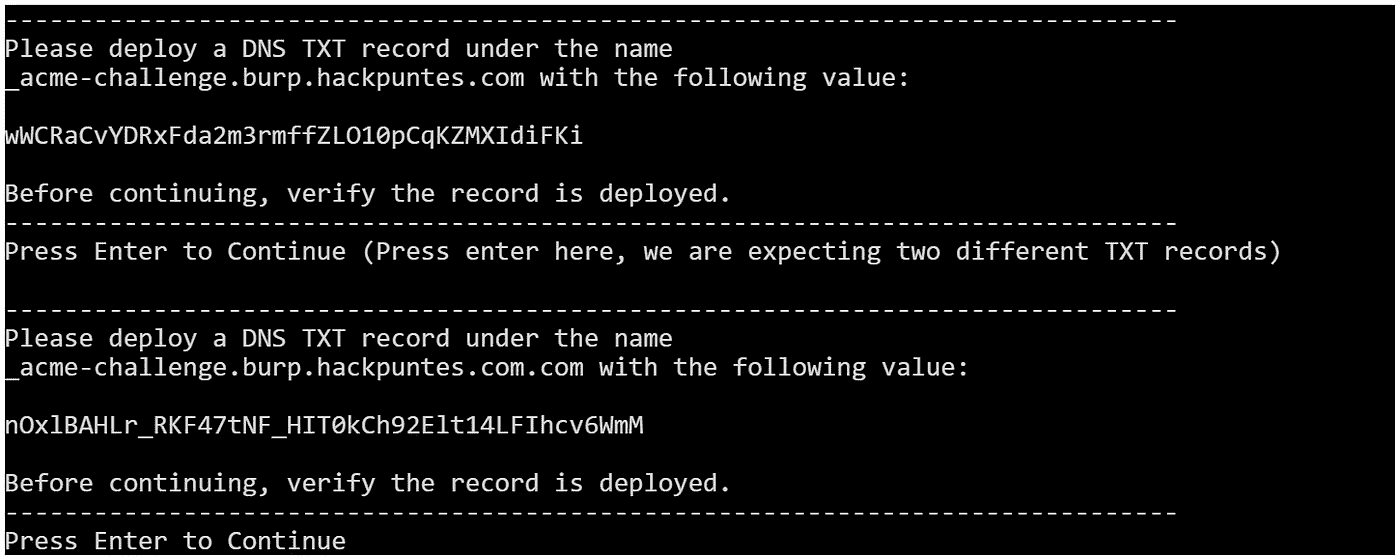 -------------------------------------------------------------------------------
Please deploy a DNS TXT record under the name
_acme-challenge.burp.hackpuntes.com with the following value:
wWCRaCvYDRxFda2m3rmffZLO10pCqKZMXIdiFKi
Before continuing, verify the record is deployed.
-------------------------------------------------------------------------------
Press Enter to Continue (Press enter here, we are expecting two different TXT records)
-------------------------------------------------------------------------------
Please deploy a DNS TXT record under the name
_acme-challenge.burp.hackpuntes.com.com with the following value:
nOxlBAHLr_RKF47tNF_HIT0kCh92Elt14LFIhcv6WmM
Before continuing, verify the record is deployed.
-------------------------------------------------------------------------------
Press Enter to Continue